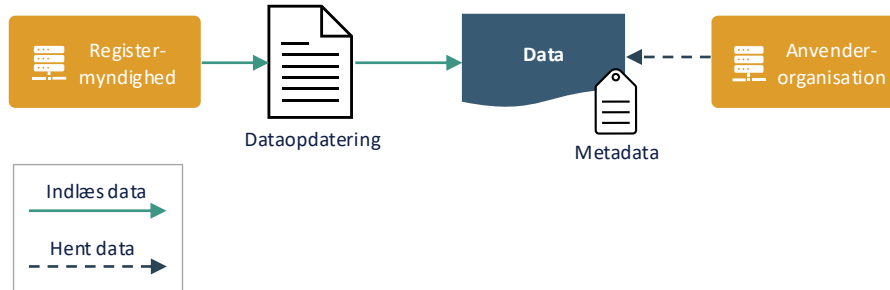 Register-
myndighed
Dataopdatering
Data
Metadata
Anvender-
organisation
Indlæs data
Hent data